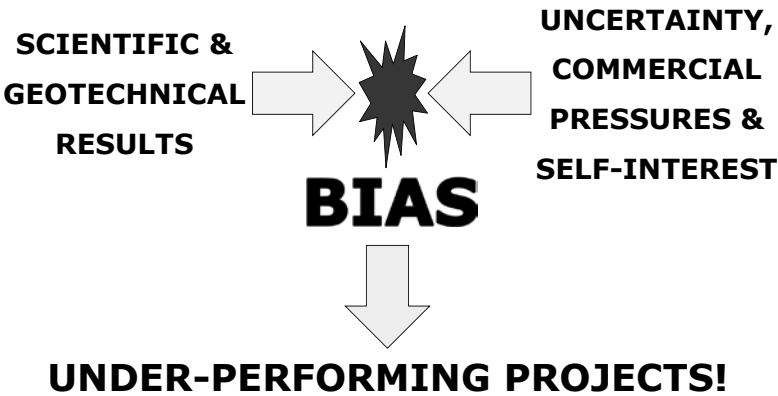 SCIENTIFIC &
GEOTECHNICAL
RESULTS
UNCERTAINTY,
COMMERCIAL
PRESSURES &
SELF-INTEREST
BIAS
UNDER-PERFORMING PROJECTS!